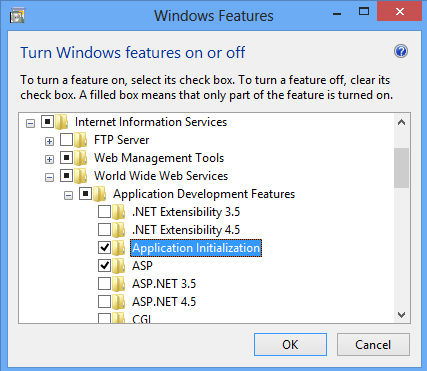 Windows Features
Turn Windows features on or off
To turn a feature on, select its check box. To turn a feature off, clear its
check box. A filled box means that only part of the feature is turned on.
Internet Information Services
FTP Server
Web Management Tools
World Wide Web Services
Application Development Features
.NET Extensibility 3.5
.NET Extensibility 4.5
Application Initialization
ASP
ASP.NET 3.5
ASP.NET 4.5
CGI
OK Cancel